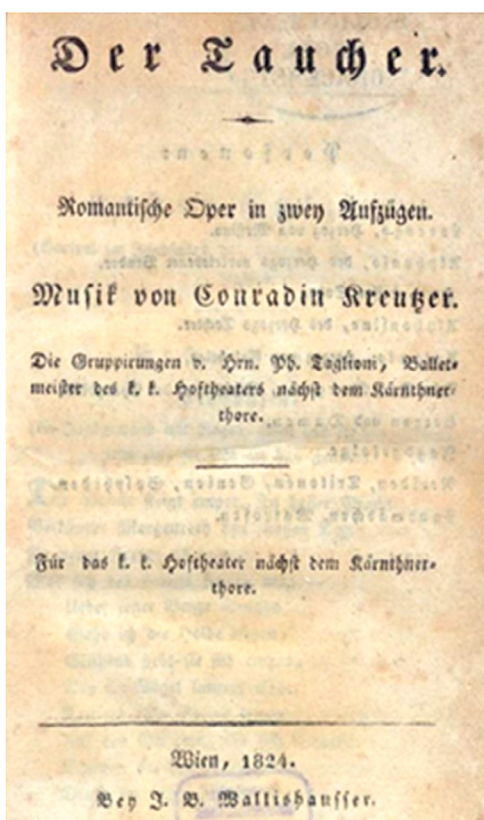 Der Taucher.
Romantische Oper in zwey Aufzügen.
Musik von Conradin Kreutzer.
Die Gruppirungen v. Hrn. Ph. Taglioni, Ballet-
meister des k. k. Hoftheaters nächst dem Kärnthner-
thore.
Für das k. k. Hoftheater nächst dem Kärnthner-
thore.
Wien, 1824.
Bey J. B. Wallishausser.